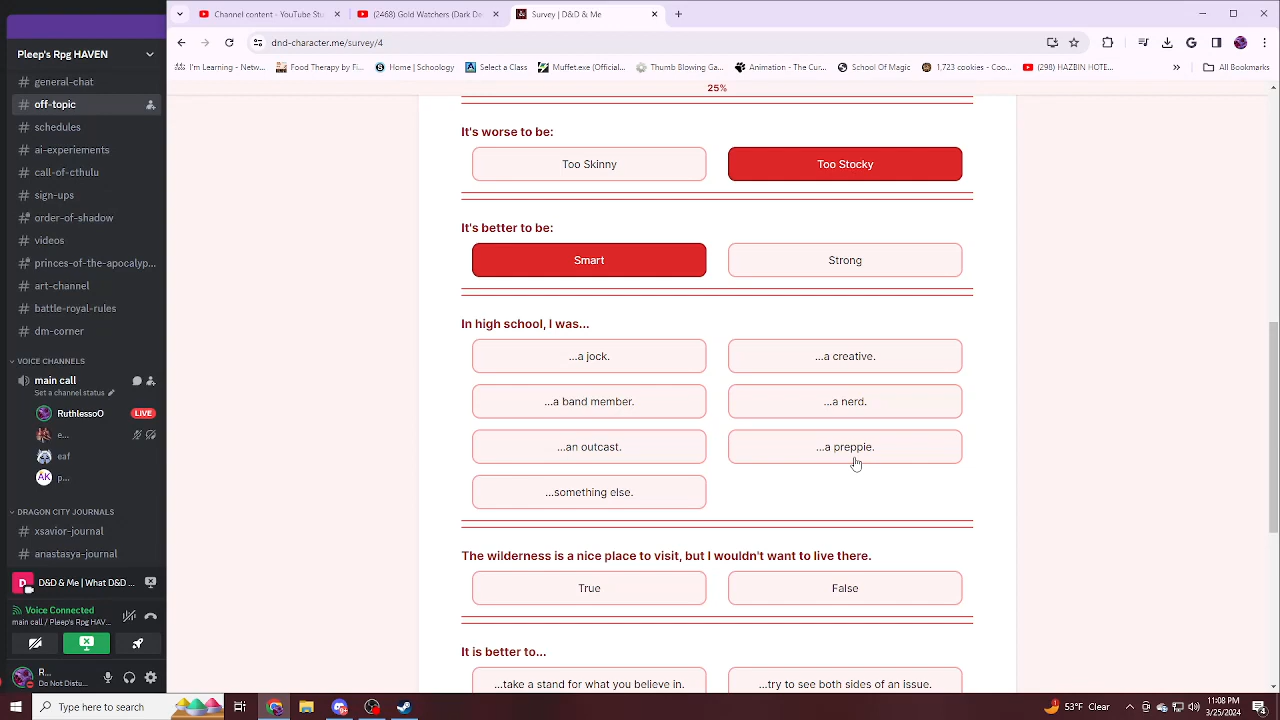 Channel content - YouTube Stu
(2468) Gold Watchers (Dark De
Survey | D&D & Me
Pleep's Rpg HAVEN
dnd-character.me/survey/4
I'm Learning - Netw...
Food Therapy by Fi...
Home | Schoology
Select a Class
Muffet.exe (Official...
Thumb Blowing Ga...
Animation - The Cur...
School Of Magic
1,723 cookies - Coo...
(298) HAZBIN HOTE...
All Bookmarks
general-chat
off-topic
schedules
ai-experiements
call-of-cthulu
sign-ups
order-of-shadow
videos
princes-of-the-apocalyp...
art-channel
battle-royal-rules
dm-corner
VOICE CHANNELS
main call
Set a channel status
RuthlessoO
LIVE
e...
eaf
AK p...
DRAGON CITY JOURNALS
xsavior-journal
anastasya-journal
D D&D & Me | What D&D ...
Voice Connected
main call / Pleep's Rpg HAV...
R...
Do Not Distu...
25%
It's worse to be:
Too Skinny
Too Stocky
It's better to be:
Smart
Strong
In high school, I was...
...a jock.
...a creative.
...a band member.
...a nerd.
...an outcast.
...a preppie.
...something else.
The wilderness is a nice place to visit, but I wouldn't want to live there.
True
False
It is better to...
...take a stand for what you believe in.
...try to see both sides of an issue.
Type here to search
53°F Clear
11:08 PM
3/25/2024